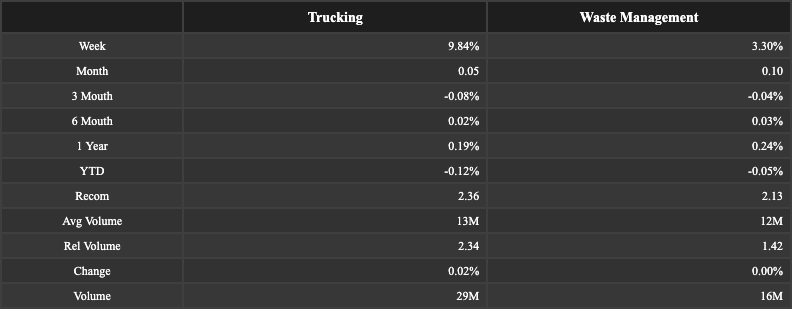 Trucking Waste Management
Week 9.84% 3.30%
Month 0.05 0.10
3 Mouth -0.08% -0.04%
6 Mouth 0.02% 0.03%
1 Year 0.19% 0.24%
YTD -0.12% -0.05%
Recom 2.36 2.13
Avg Volume 13M 12M
Rel Volume 2.34 1.42
Change 0.02% 0.00%
Volume 29M 16M